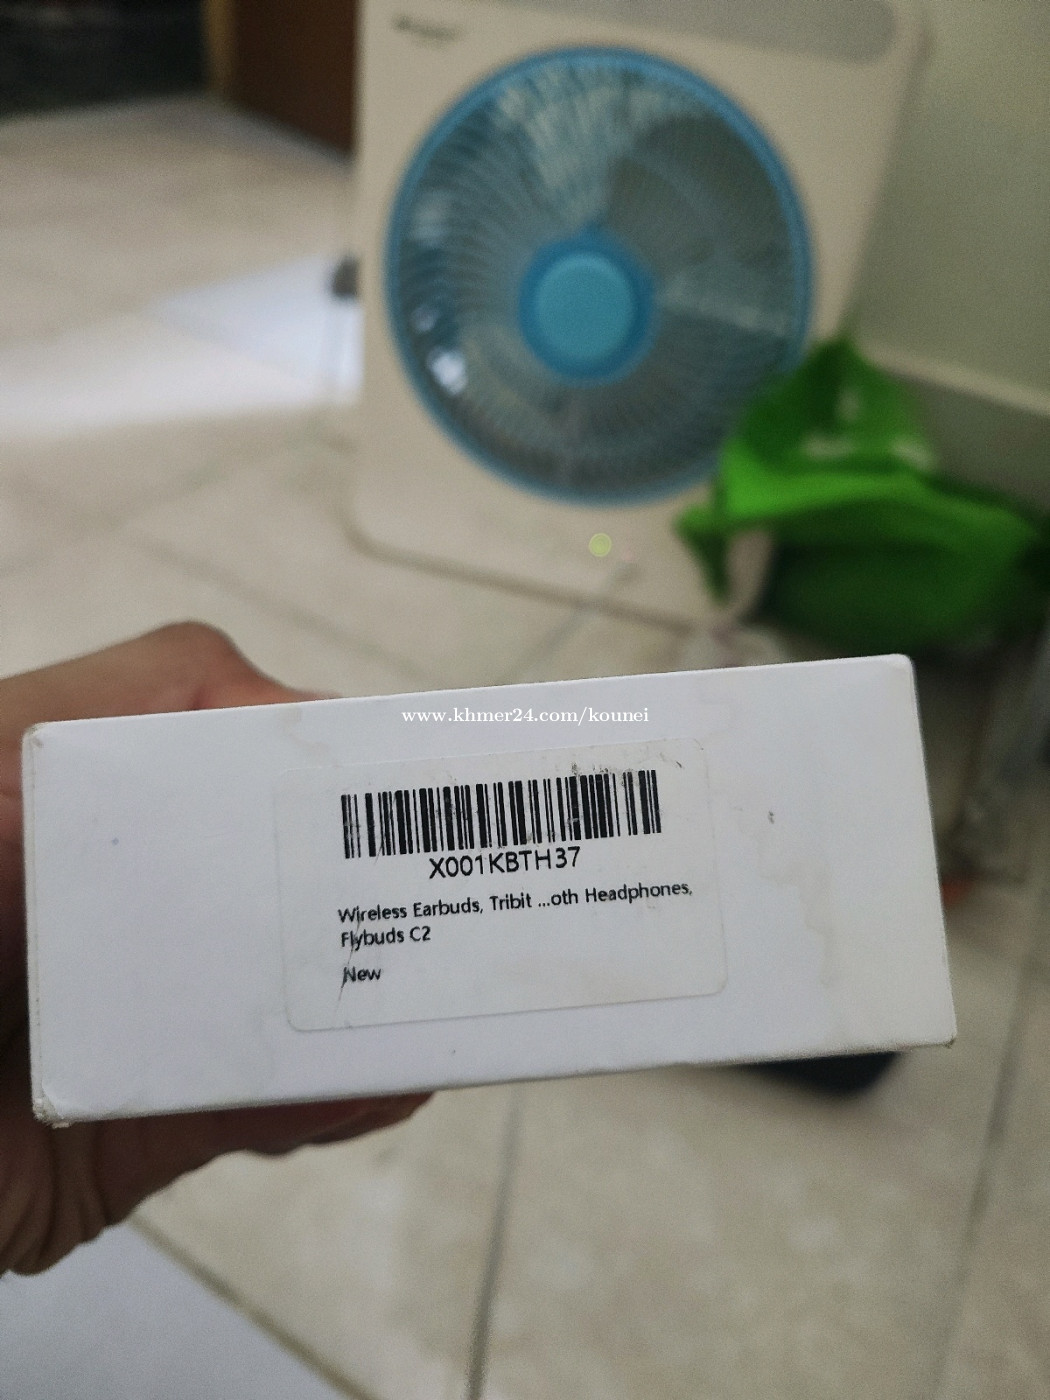 www.khmer24.com/kounei
X001KBTH37
Wireless Earbuds, Tribit ...oth Headphones,
Flybuds C2
New